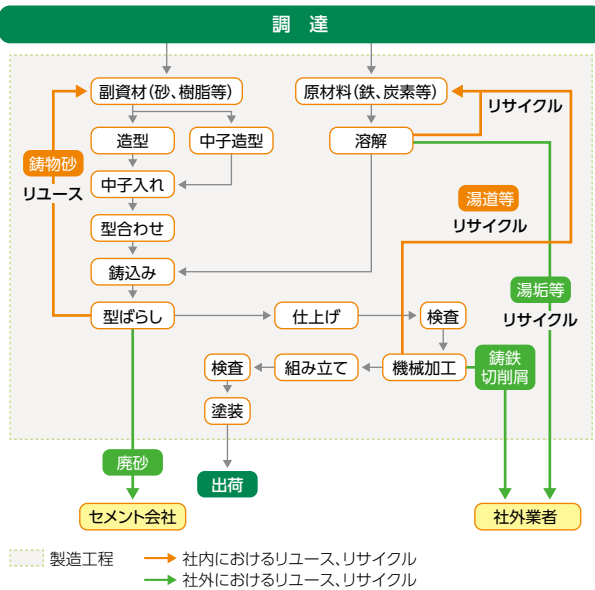 調達
副資材(砂、樹脂等)
原材料(鉄、炭素等)
リサイクル
造型
中子造型
溶解
鋳物砂
リユース
中子入れ
湯道等
リサイクル
型合わせ
鋳込み
湯垢等
リサイクル
型ばらし
仕上げ
検査
検査
組み立て
機械加工
鋳鉄
切削屑
塗装
廃砂
出荷
セメント会社
社外業者
製造工程
社内におけるリユース、リサイクル
社外におけるリユース、リサイクル